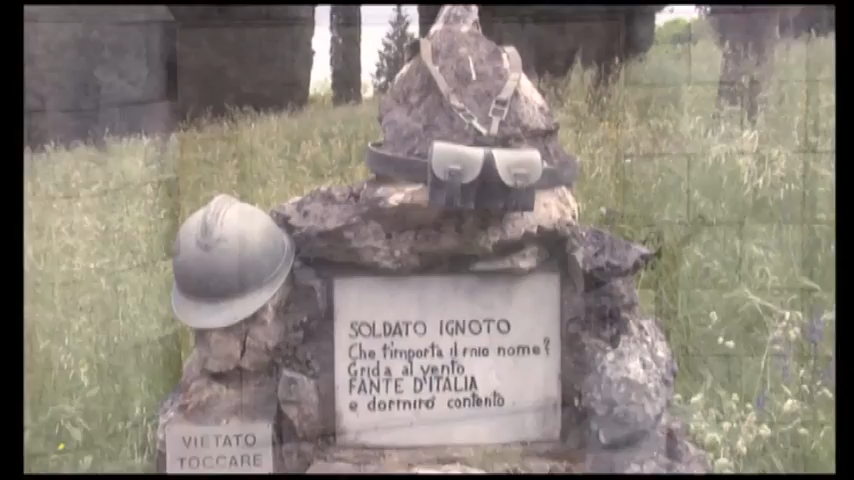 SOLDATO IGNOTO
Che t'importa il mio nome?
Grida al vento
FANTE D'ITALIA
e dormirò contento
VIETATO
TOCCARE